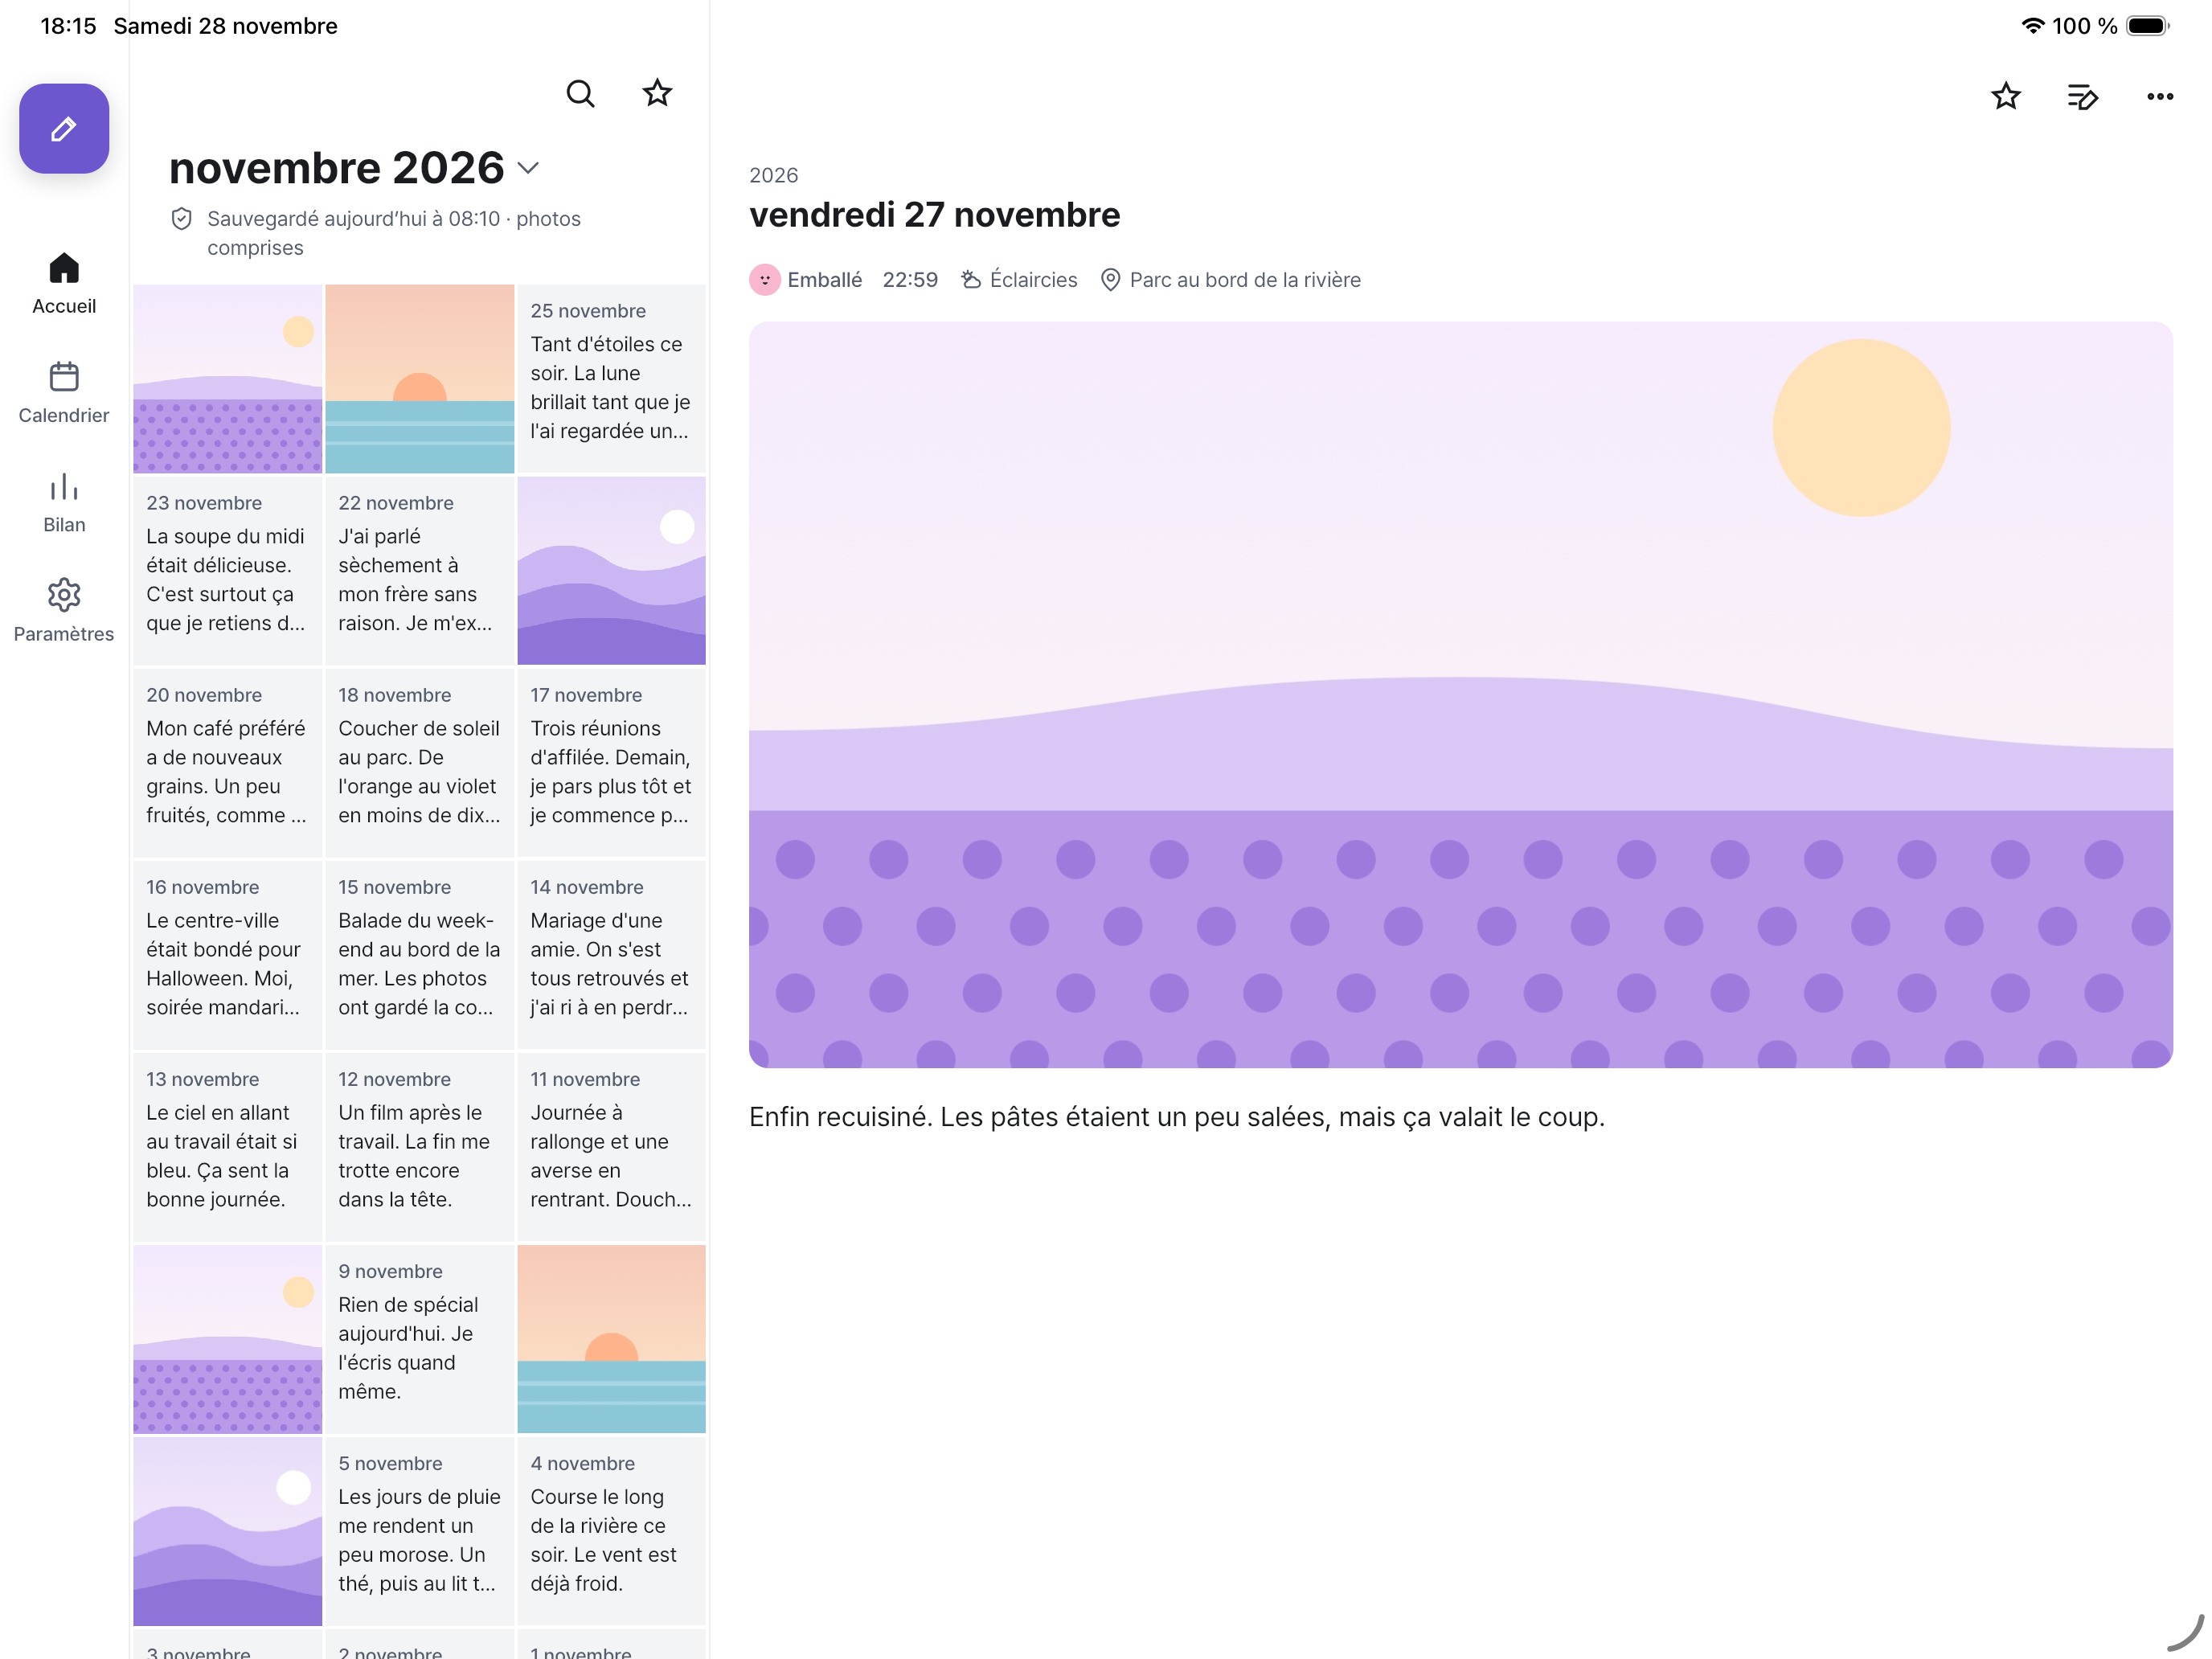 18:15 Samedi 28 novembre
100 %
Accueil
Calendrier
Bilan
Paramètres
novembre 2026
Sauvegardé aujourd’hui à 08:10 · photos
comprises
25 novembre
Tant d'étoiles ce
soir. La lune
brillait tant que je
l'ai regardée un...
23 novembre
La soupe du midi
était délicieuse.
C'est surtout ça
que je retiens d...
22 novembre
J'ai parlé
sèchement à
mon frère sans
raison. Je m'ex...
20 novembre
Mon café préféré
a de nouveaux
grains. Un peu
fruités, comme ...
18 novembre
Coucher de soleil
au parc. De
l'orange au violet
en moins de dix...
17 novembre
Trois réunions
d'affilée. Demain,
je pars plus tôt et
je commence p...
16 novembre
Le centre-ville
était bondé pour
Halloween. Moi,
soirée mandari...
15 novembre
Balade du week-
end au bord de la
mer. Les photos
ont gardé la co...
14 novembre
Mariage d'une
amie. On s'est
tous retrouvés et
j'ai ri à en perdr...
13 novembre
Le ciel en allant
au travail était si
bleu. Ça sent la
bonne journée.
12 novembre
Un film après le
travail. La fin me
trotte encore
dans la tête.
11 novembre
Journée à
rallonge et une
averse en
rentrant. Douch...
9 novembre
Rien de spécial
aujourd'hui. Je
l'écris quand
même.
5 novembre
Les jours de pluie
me rendent un
peu morose. Un
thé, puis au lit t...
4 novembre
Course le long
de la rivière ce
soir. Le vent est
déjà froid.
3 novembre
2 novembre
1 novembre
2026
vendredi 27 novembre
Emballé 22:59 Éclaircies Parc au bord de la rivière
Enfin recuisiné. Les pâtes étaient un peu salées, mais ça valait le coup.